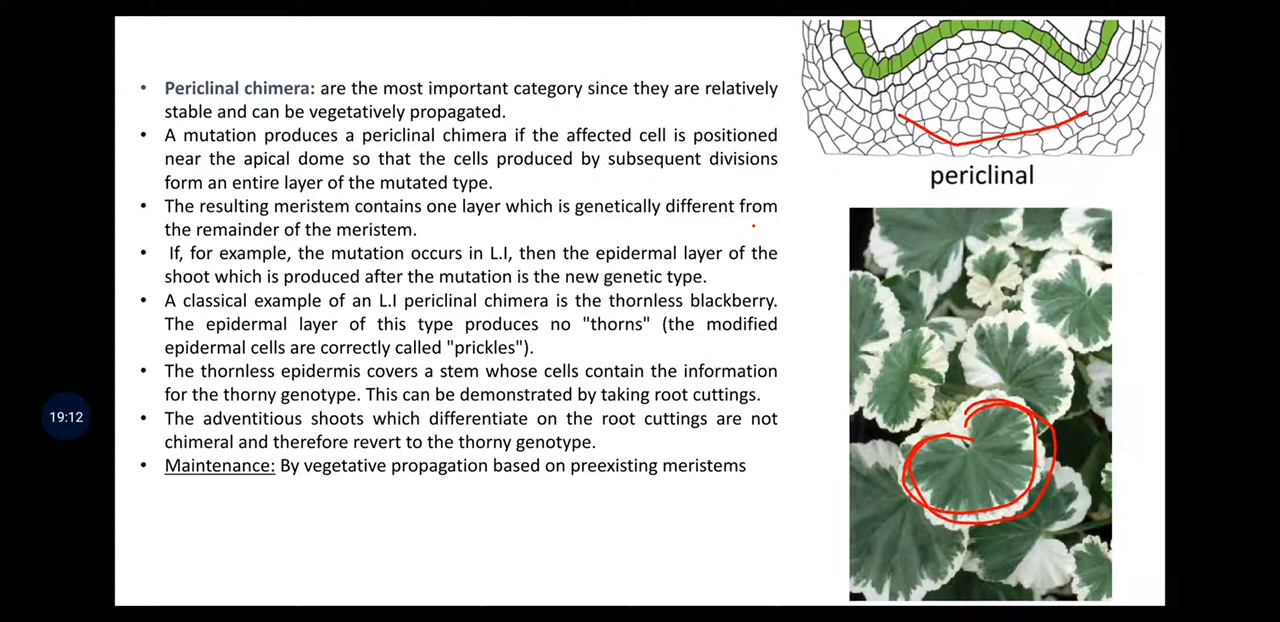 • Periclinal chimera: are the most important category since they are relatively
stable and can be vegetatively propagated.
• A mutation produces a periclinal chimera if the affected cell is positioned
near the apical dome so that the cells produced by subsequent divisions
form an entire layer of the mutated type.
• The resulting meristem contains one layer which is genetically different from
the remainder of the meristem.
• If, for example, the mutation occurs in L.I, then the epidermal layer of the
shoot which is produced after the mutation is the new genetic type.
• A classical example of an L.I periclinal chimera is the thornless blackberry.
The epidermal layer of this type produces no "thorns" (the modified
epidermal cells are correctly called "prickles").
• The thornless epidermis covers a stem whose cells contain the information
for the thorny genotype. This can be demonstrated by taking root cuttings.
• The adventitious shoots which differentiate on the root cuttings are not
chimeral and therefore revert to the thorny genotype.
• Maintenance: By vegetative propagation based on preexisting meristems
periclinal
19:12